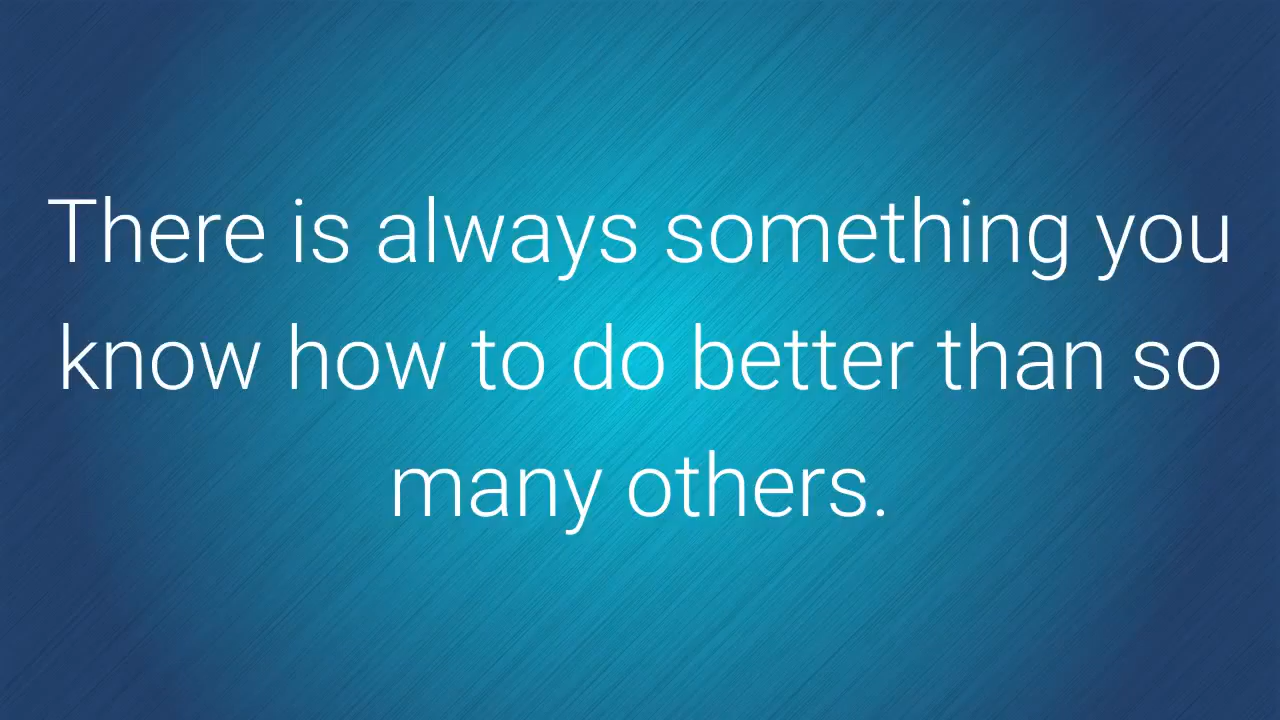 There is always something you
know how to do better than so
many others.